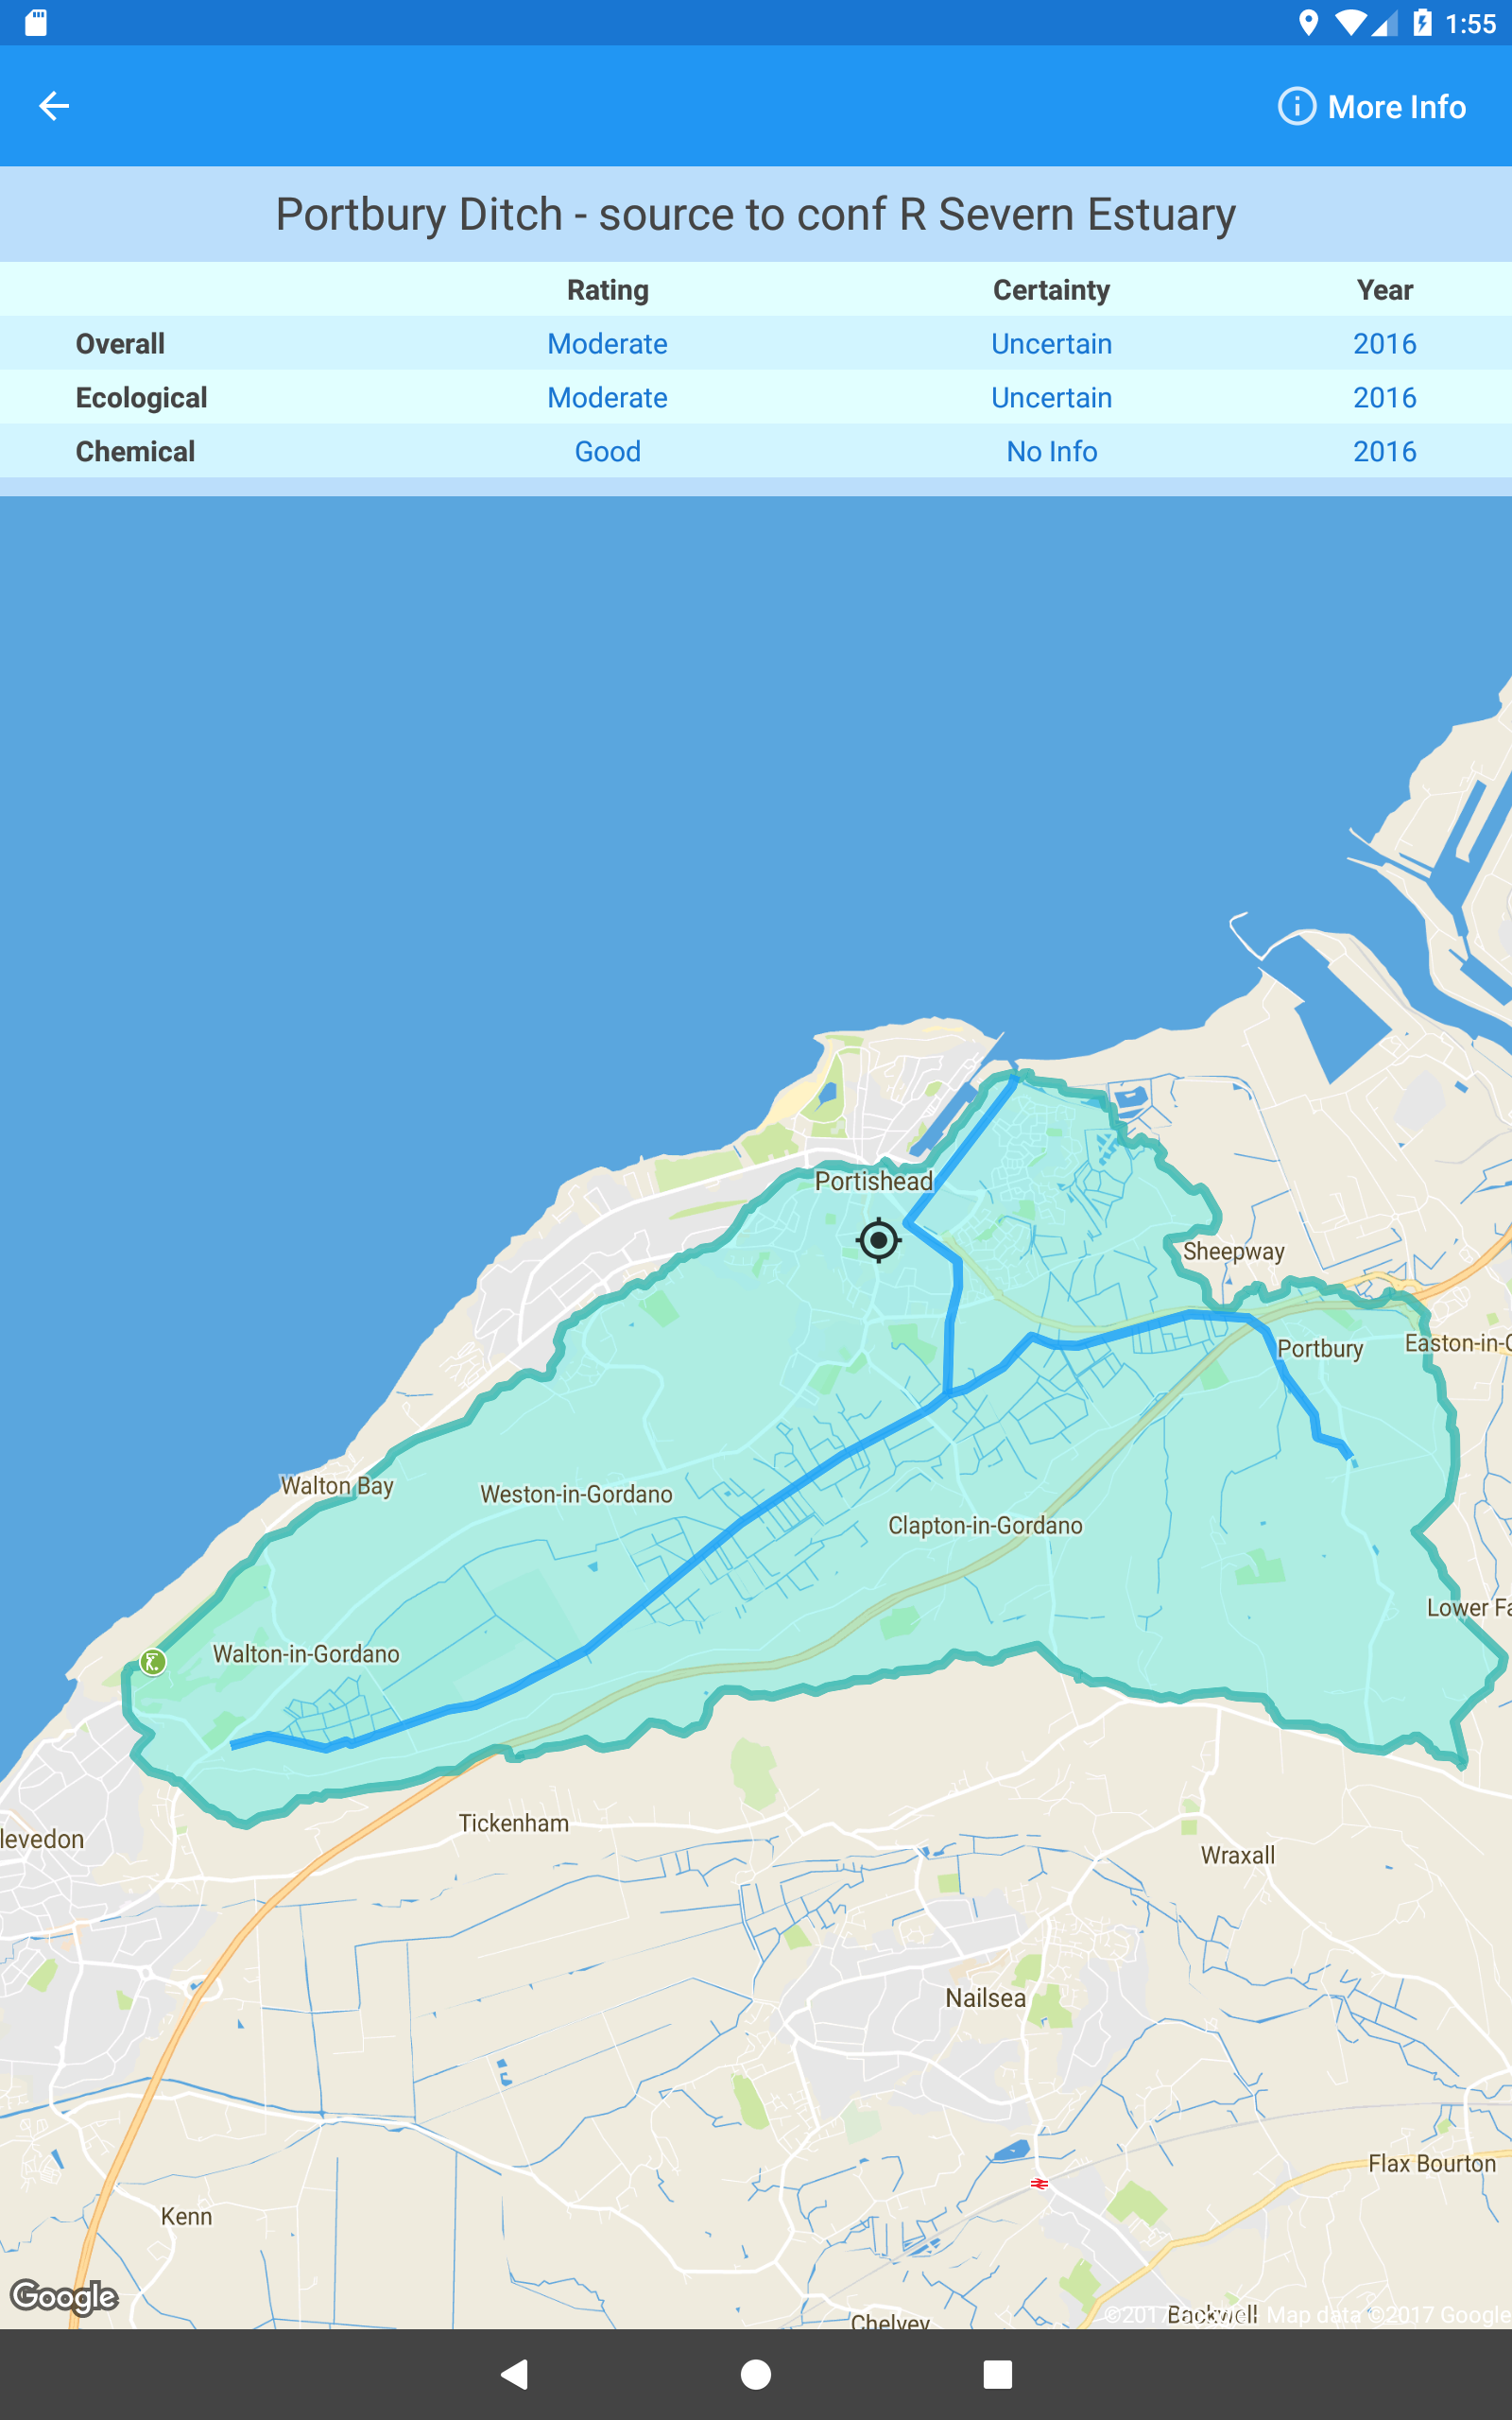 1:55
More Info
Portbury Ditch - source to conf R Severn Estuary
Rating Certainty Year
Overall Moderate Uncertain 2016
Ecological Moderate Uncertain 2016
Chemical Good No Info 2016
Portishead
Sheepway
Portbury
Easton-in-G
Walton Bay
Weston-in-Gordano
Clapton-in-Gordano
Lower Fa
Walton-in-Gordano
Tickenham
levedon
Wraxall
Nailsea
Flax Bourton
Kenn
Google
Backwell
©2017 Google - Map data ©2017 Google
Chelvey